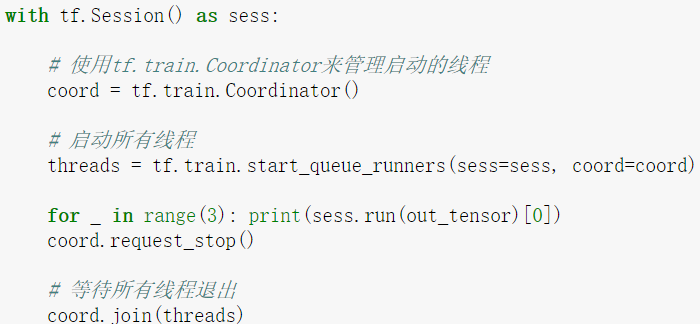 with tf.Session() as sess:
# 使用tf.train.Coordinator来管理启动的线程
coord = tf.train.Coordinator()
# 启动所有线程
threads = tf.train.start_queue_runners(sess=sess, coord=coord)
for _ in range(3): print(sess.run(out_tensor)[0])
coord.request_stop()
# 等待所有线程退出
coord.join(threads)